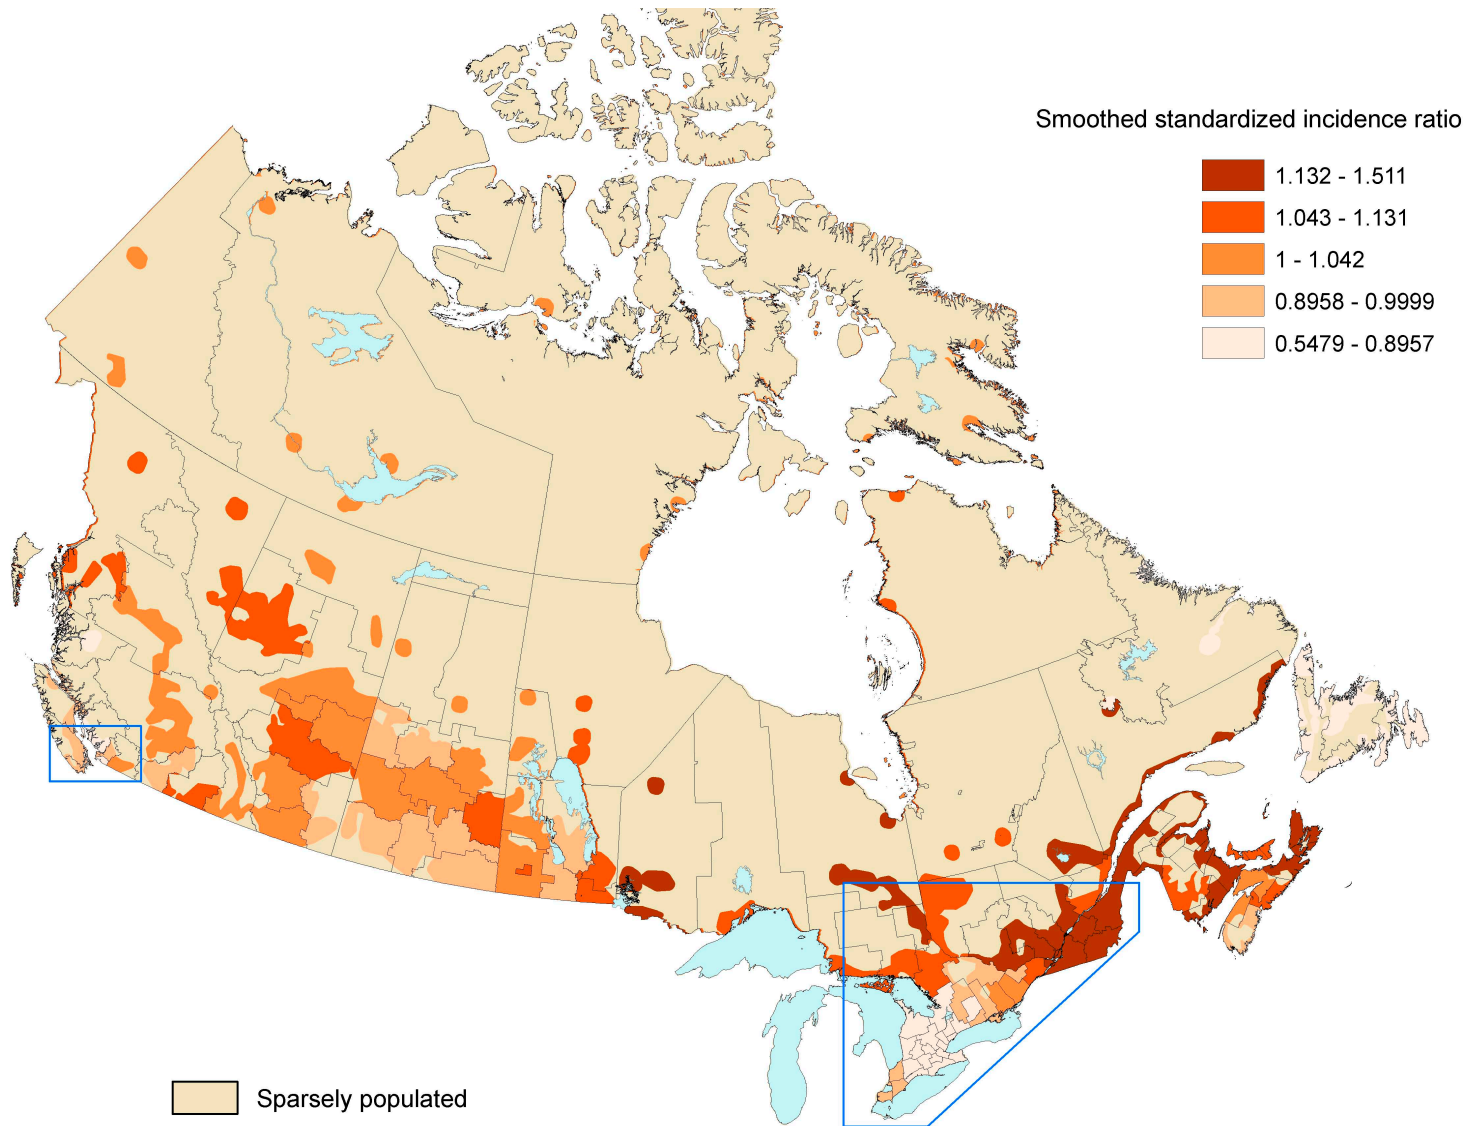 Smoothed standardized incidence ratio
1.132 - 1.511
1.043 - 1.131
1 - 1.042
0.8958 - 0.9999
0.5479 - 0.8957
Sparsely populated